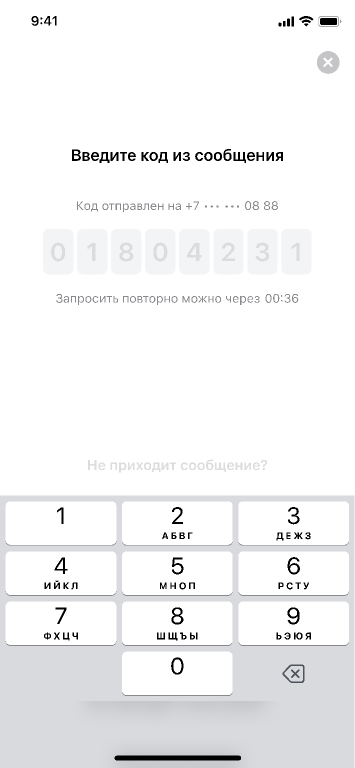 9:41
Введите код из сообщения
Код отправлен на +7 ••• ••• 08 88
0 1 8 0 4 2 3 1
Запросить повторно можно через 00:36
Не приходит сообщение?
1 2 3
АБВГ ДЕЖЗ
4 5 6
ИЙКЛ МНОП РСТУ
7 8 9
ФХЦЧ ШЩЪЫ ЬЭЮЯ
0